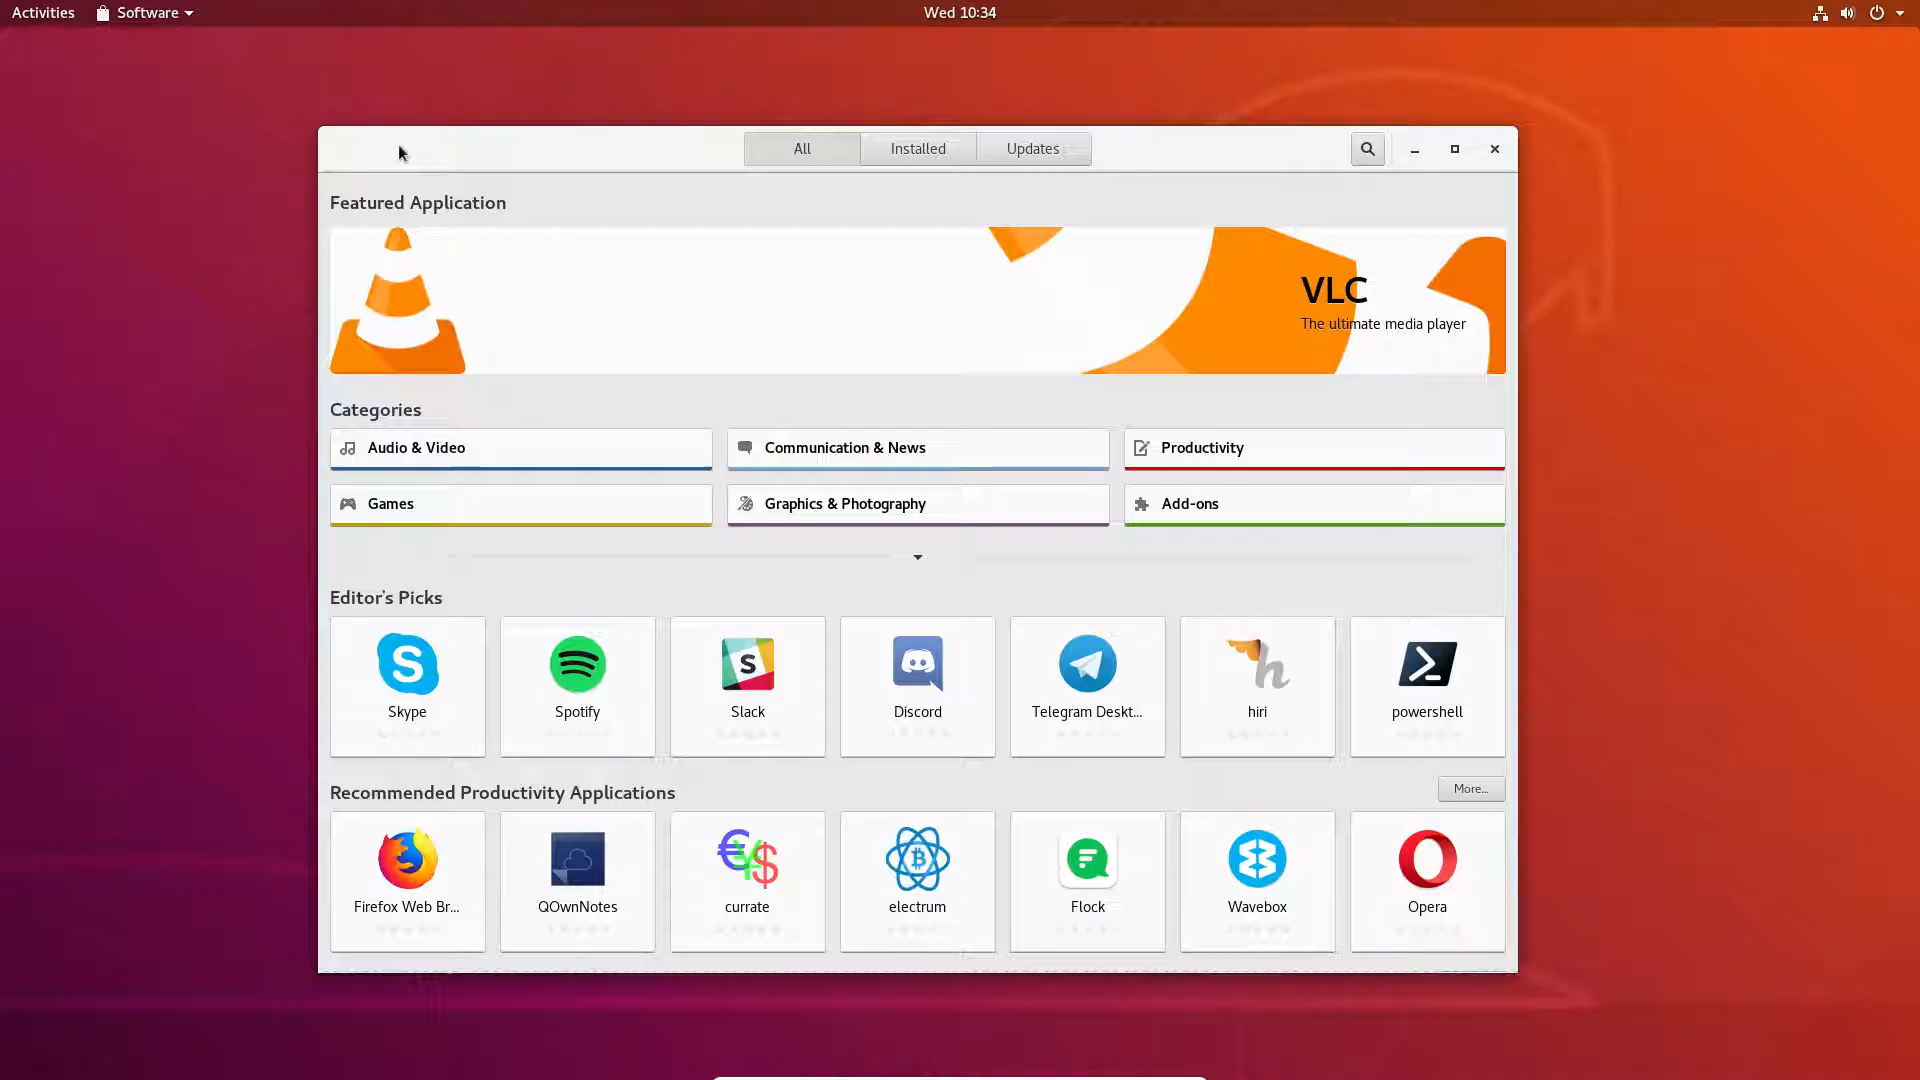 Activities Software Wed 10:34
All Installed Updates
Featured Application
VLC
The ultimate media player
Categories
Audio & Video Communication & News Productivity
Games Graphics & Photography Add-ons
Editor's Picks
Skype Spotify Slack Discord Telegram Deskt... hiri powershell
Recommended Productivity Applications More...
Firefox Web Br... QOwnNotes currate electrum Flock Wavebox Opera